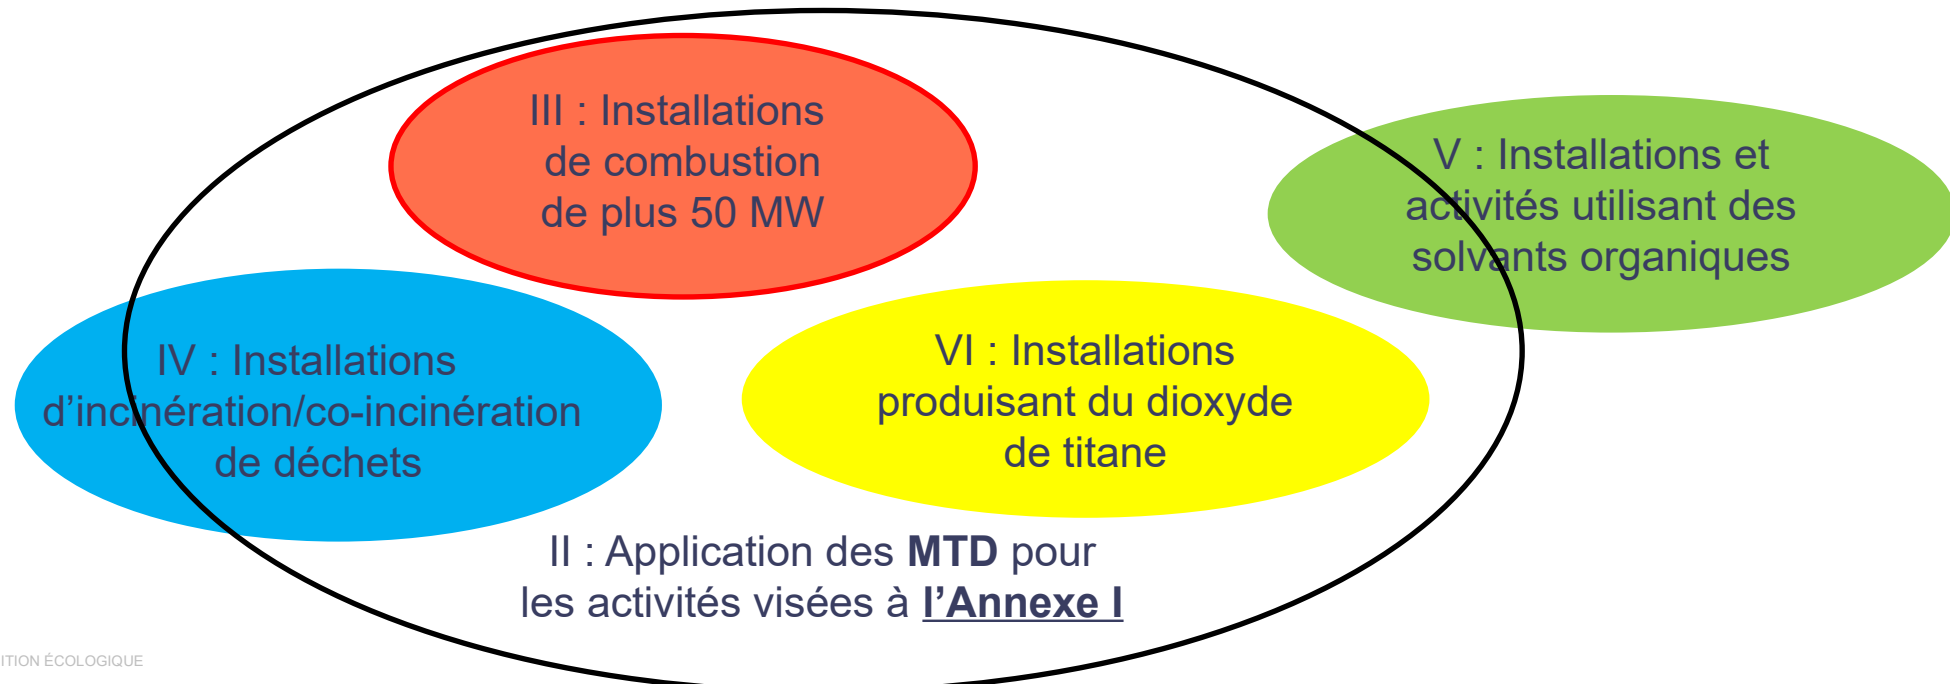 III : Installations
de combustion
de plus 50 MW
V : Installations et
activités utilisant des
solvants organiques
IV : Installations
d’incinération/co-incinération
de déchets
VI : Installations
produisant du dioxyde
de titane
II : Application des MTD pour
les activités visées à l’Annexe I
ITION ÉCOLOGIQUE